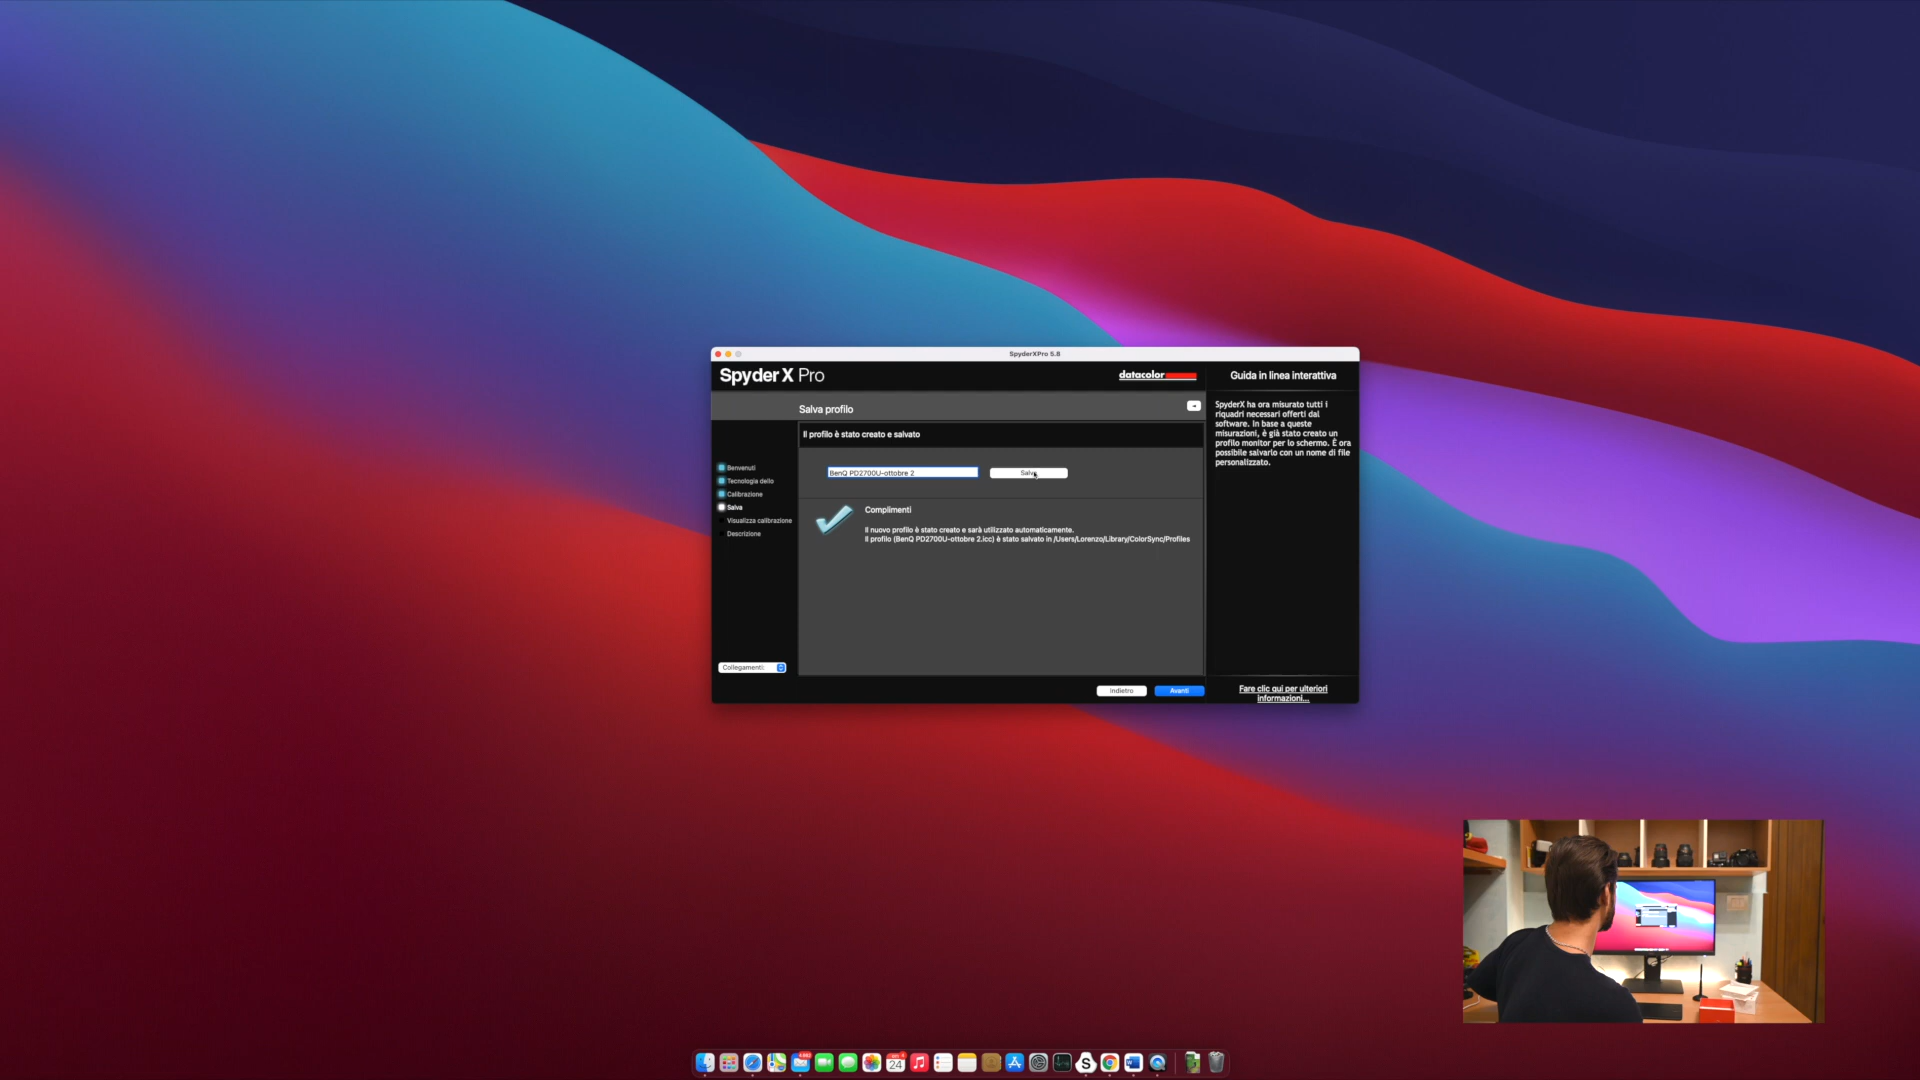 SpyderXPro 5.8
Spyder X Pro
datacolor
Guida in linea interattiva
Salva profilo
Il profilo è stato creato e salvato
SpyderX ha ora misurato tutti i
riquadri necessari offerti dal
software. In base a queste
misurazioni, è già stato creato un
profilo monitor per lo schermo. È ora
possibile salvarlo con un nome di file
personalizzato.
Benvenuti
Tecnologia dello
Calibrazione
Salva
Visualizza calibrazione
Descrizione
BenQ PD2700U-ottobre 2
Salva
Complimenti
Il nuovo profilo è stato creato e sarà utilizzato automaticamente.
Il profilo (BenQ PD2700U-ottobre 2.icc) è stato salvato in /Users/Lorenzo/Library/ColorSync/Profiles
Collegamenti:
Indietro
Avanti
Fare clic qui per ulteriori
informazioni...
24
S